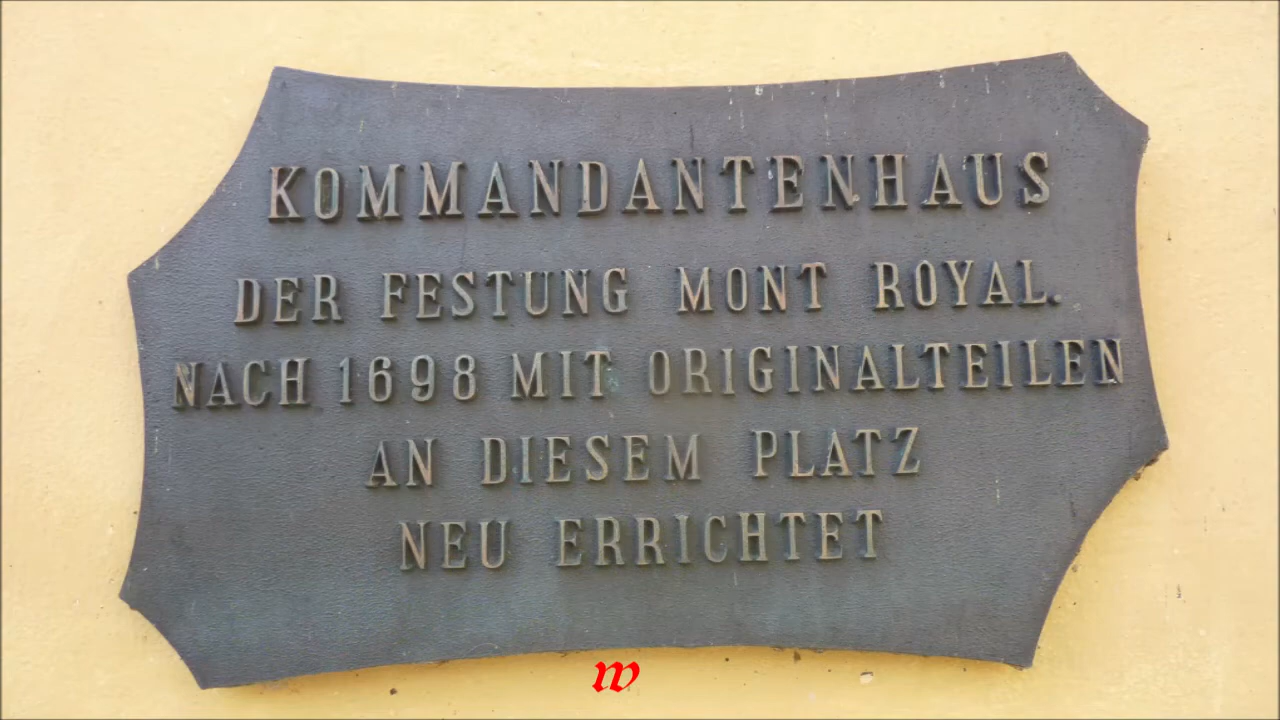 KOMMANDANTENHAUS
DER FESTUNG MONT ROYAL.
NACH 1698 MIT ORIGINALTEILEN
AN DIESEM PLATZ
NEU ERRICHTET
w